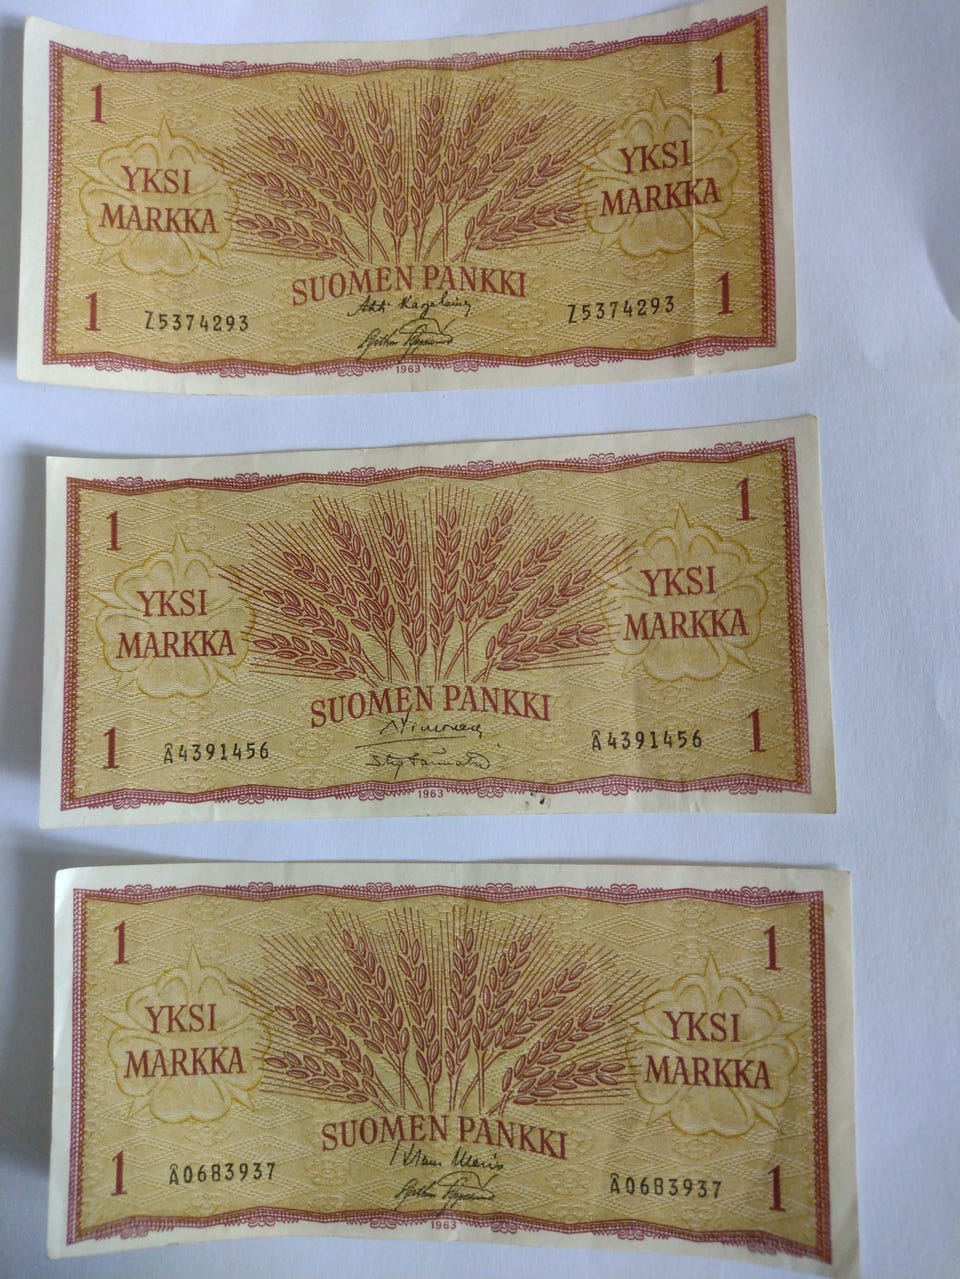 1 1
YKSI MARKKA YKSI MARKKA
SUOMEN PANKKI
Ahti Karjalainen
1 Z5374293 Z5374293 1
1963
1 1
YKSI MARKKA YKSI MARKKA
SUOMEN PANKKI
1 Å4391456 Å4391456 1
1963
1 1
YKSI MARKKA YKSI MARKKA
SUOMEN PANKKI
1 Å0683937 Å0683937 1
1963